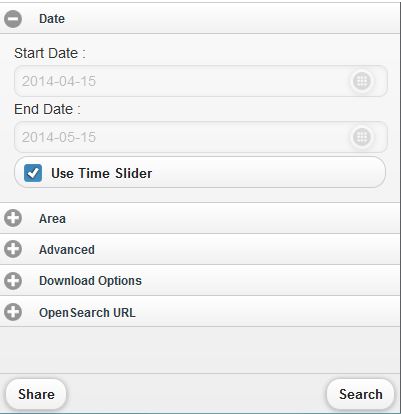 Date
Start Date :
2014-04-15
End Date :
2014-05-15
Use Time Slider
Area
Advanced
Download Options
OpenSearch URL
Share Search